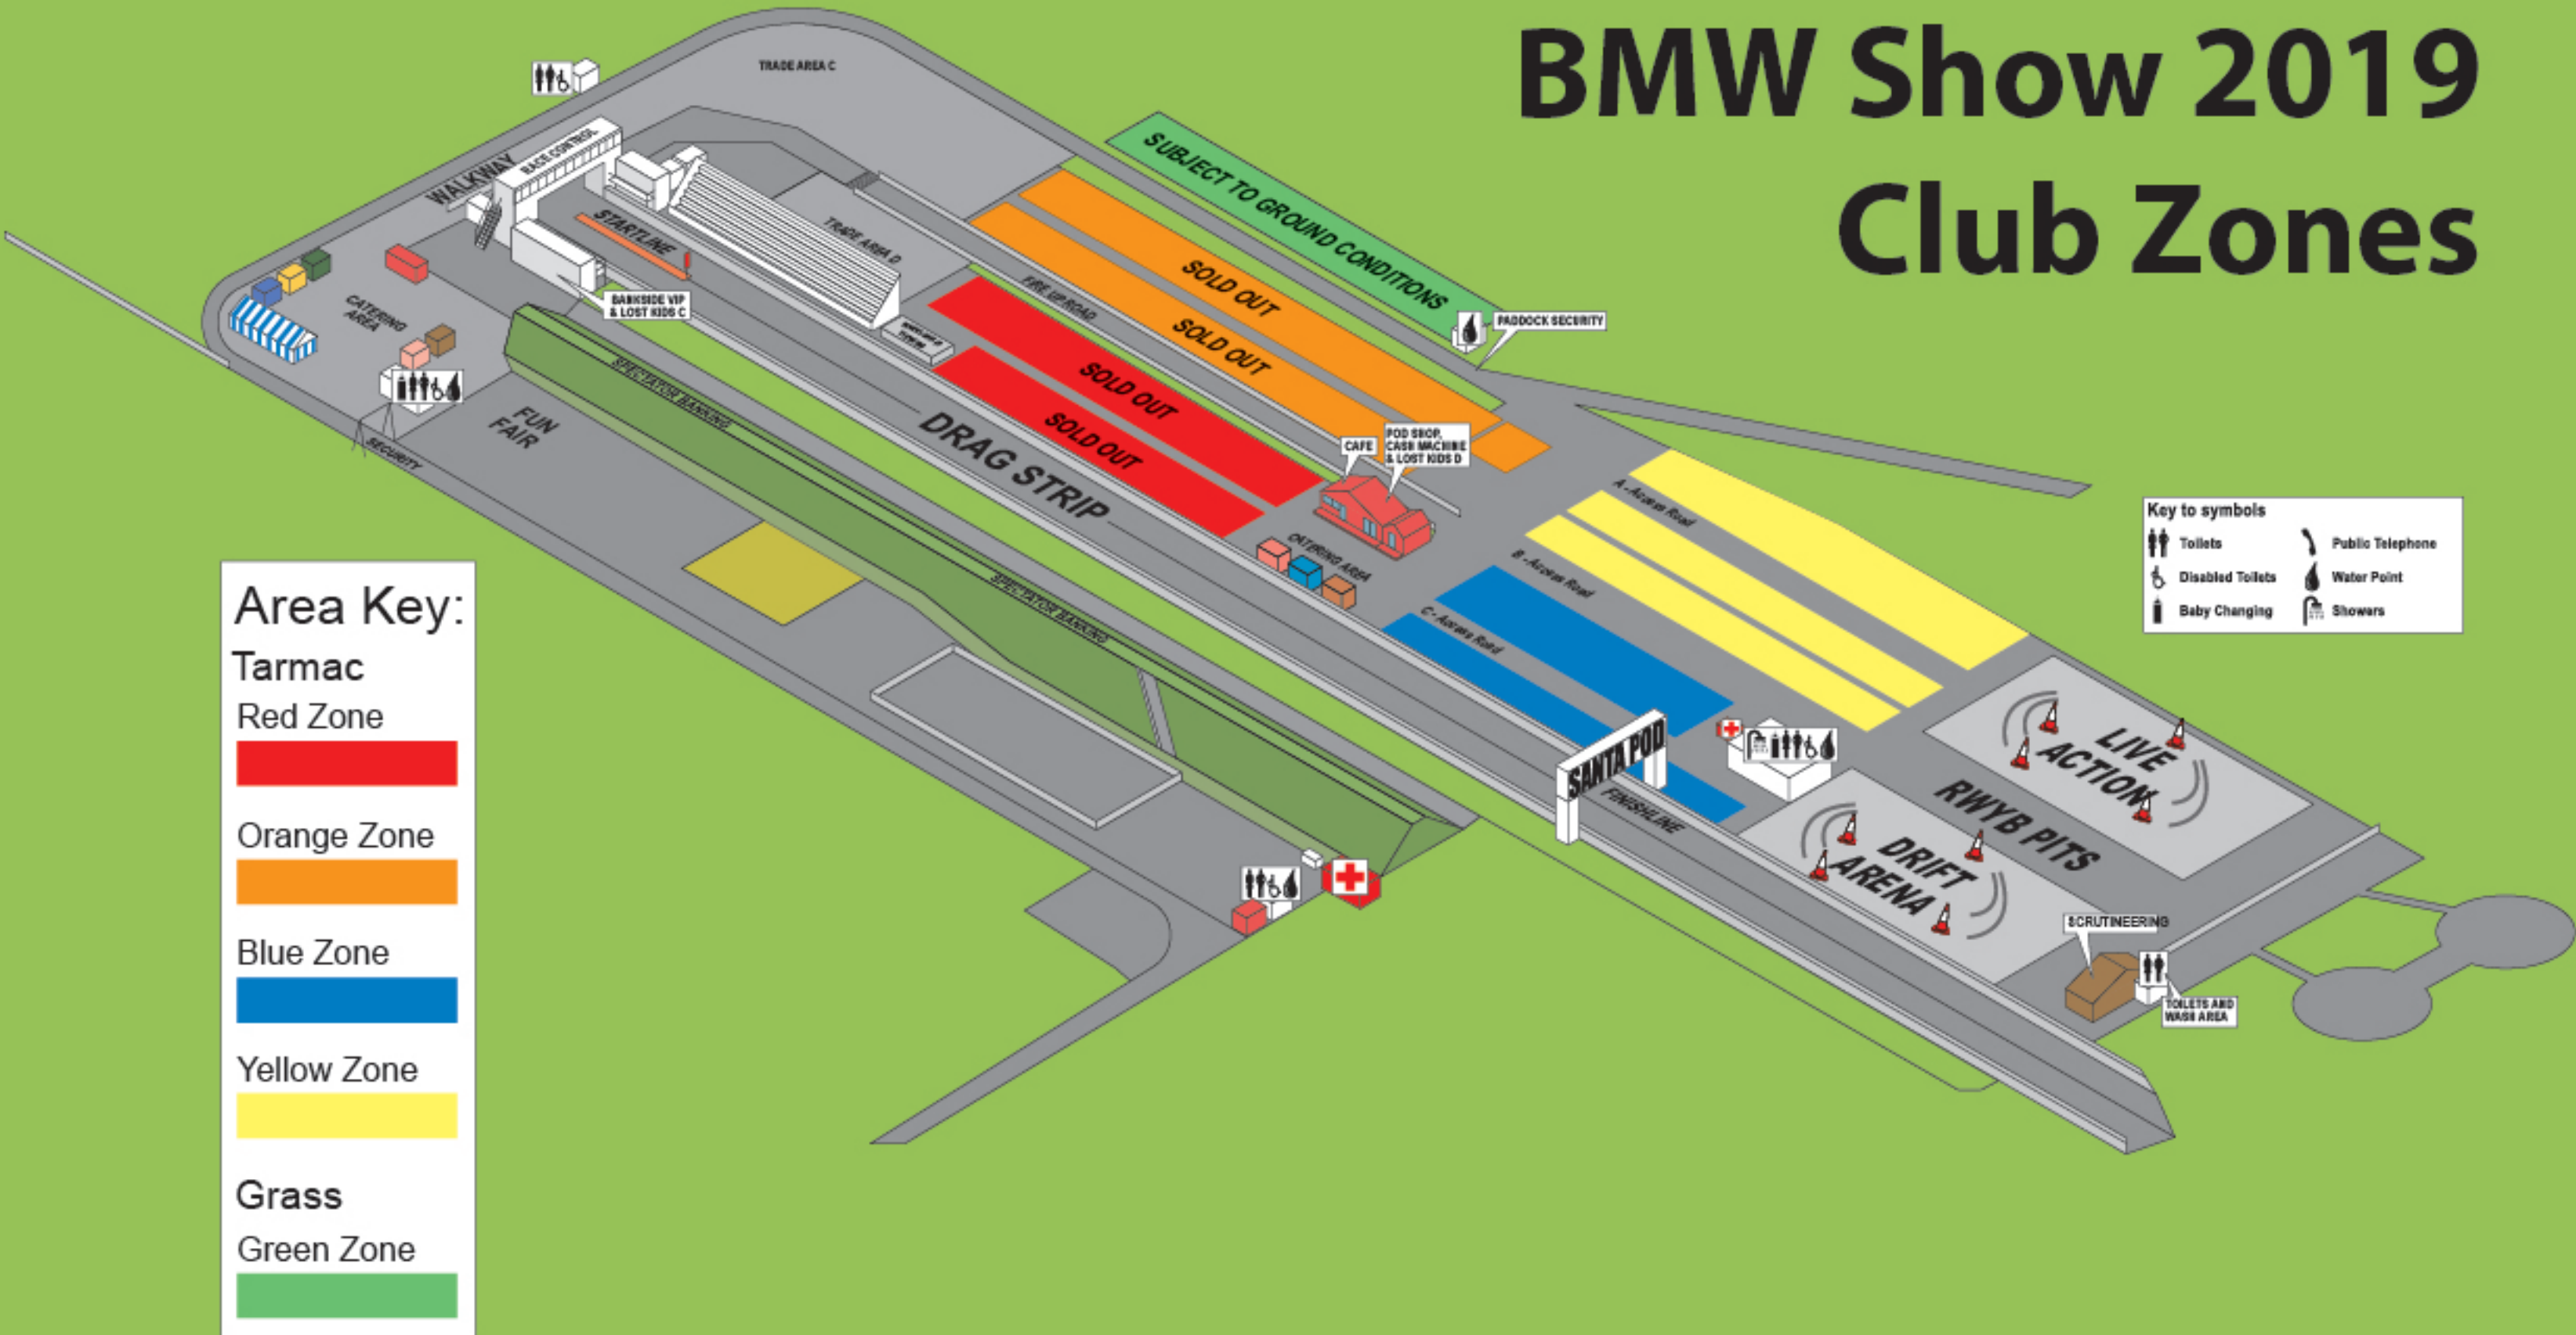 BMW Show 2019
Club Zones
TRADE AREA C
SUBJECT TO GROUND CONDITIONS
RACE CONTROL
WALKWAY
STARTLINE
TRADE AREA D
SOLD OUT
SOLD OUT
FIRE UP ROAD
PADDOCK SECURITY
BANKSIDE VIP
& LOST KIDS C
CATERING
AREA
SPECTATOR BANKING
SOLD OUT
SOLD OUT
DRAG STRIP
FUN
FAIR
SECURITY
CAFE
POD SHOP,
CASH MACHINE
& LOST KIDS D
CATERING AREA
A - Access Road
B - Access Road
C - Access Road
SPECTATOR BANKING
Key to symbols
Toilets
Public Telephone
Disabled Toilets
Water Point
Baby Changing
Showers
SANTA POD
FINISHLINE
LIVE
ACTION
RWYB PITS
DRIFT
ARENA
SCRUTINEERING
TOILETS AND
WASH AREA
Area Key:
Tarmac
Red Zone
Orange Zone
Blue Zone
Yellow Zone
Grass
Green Zone